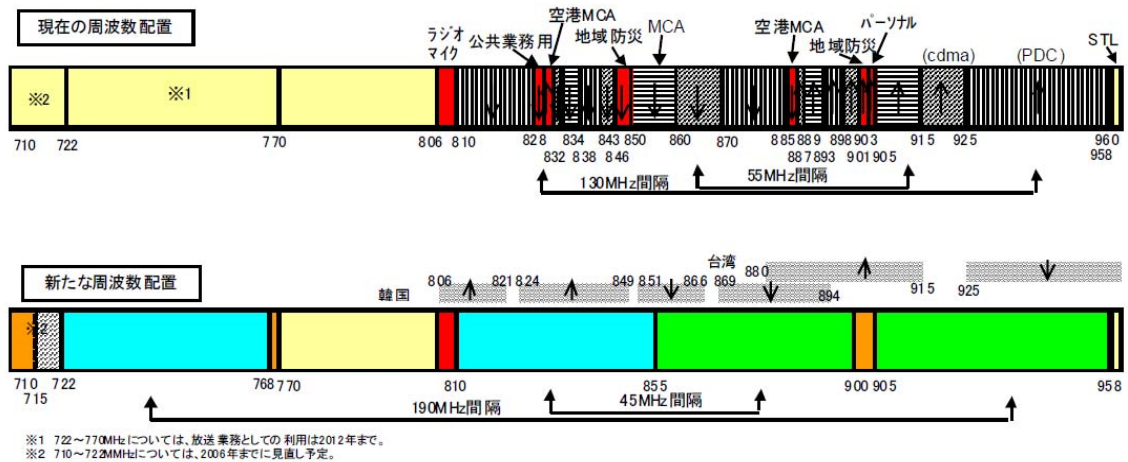 現在の周波数配置
ラジオ
マイク
公共業務用
空港MCA
地域防災
MCA
空港MCA
地域防災
パーソナル
(cdma)
(PDC)
STL
※2
※1
710 722 770 806 810 828 834 843 850 860 870 885 889 898 903 915 925 960
832 838 846 887 893 901 905 958
130MHz間隔
55MHz間隔
新たな周波数配置
韓国
台湾
806 821 824 849 851 866 869 880
894 915 925
※2
710 722 768 770 810 855 900 905 958
715
190MHz間隔
45MHz間隔
※1 722～770MHzについては、放送業務としての利用は2012年まで。
※2 710～722MMHzについては、2006年までに見直し予定。